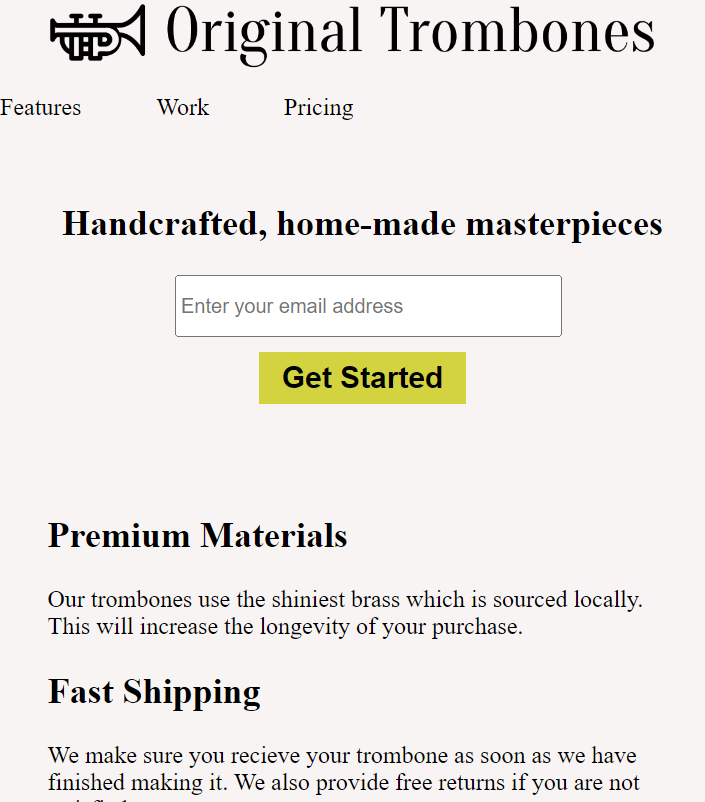 Original Trombones
Features Work Pricing
Handcrafted, home-made masterpieces
Enter your email address
Get Started
Premium Materials
Our trombones use the shiniest brass which is sourced locally.
This will increase the longevity of your purchase.
Fast Shipping
We make sure you recieve your trombone as soon as we have
finished making it. We also provide free returns if you are not